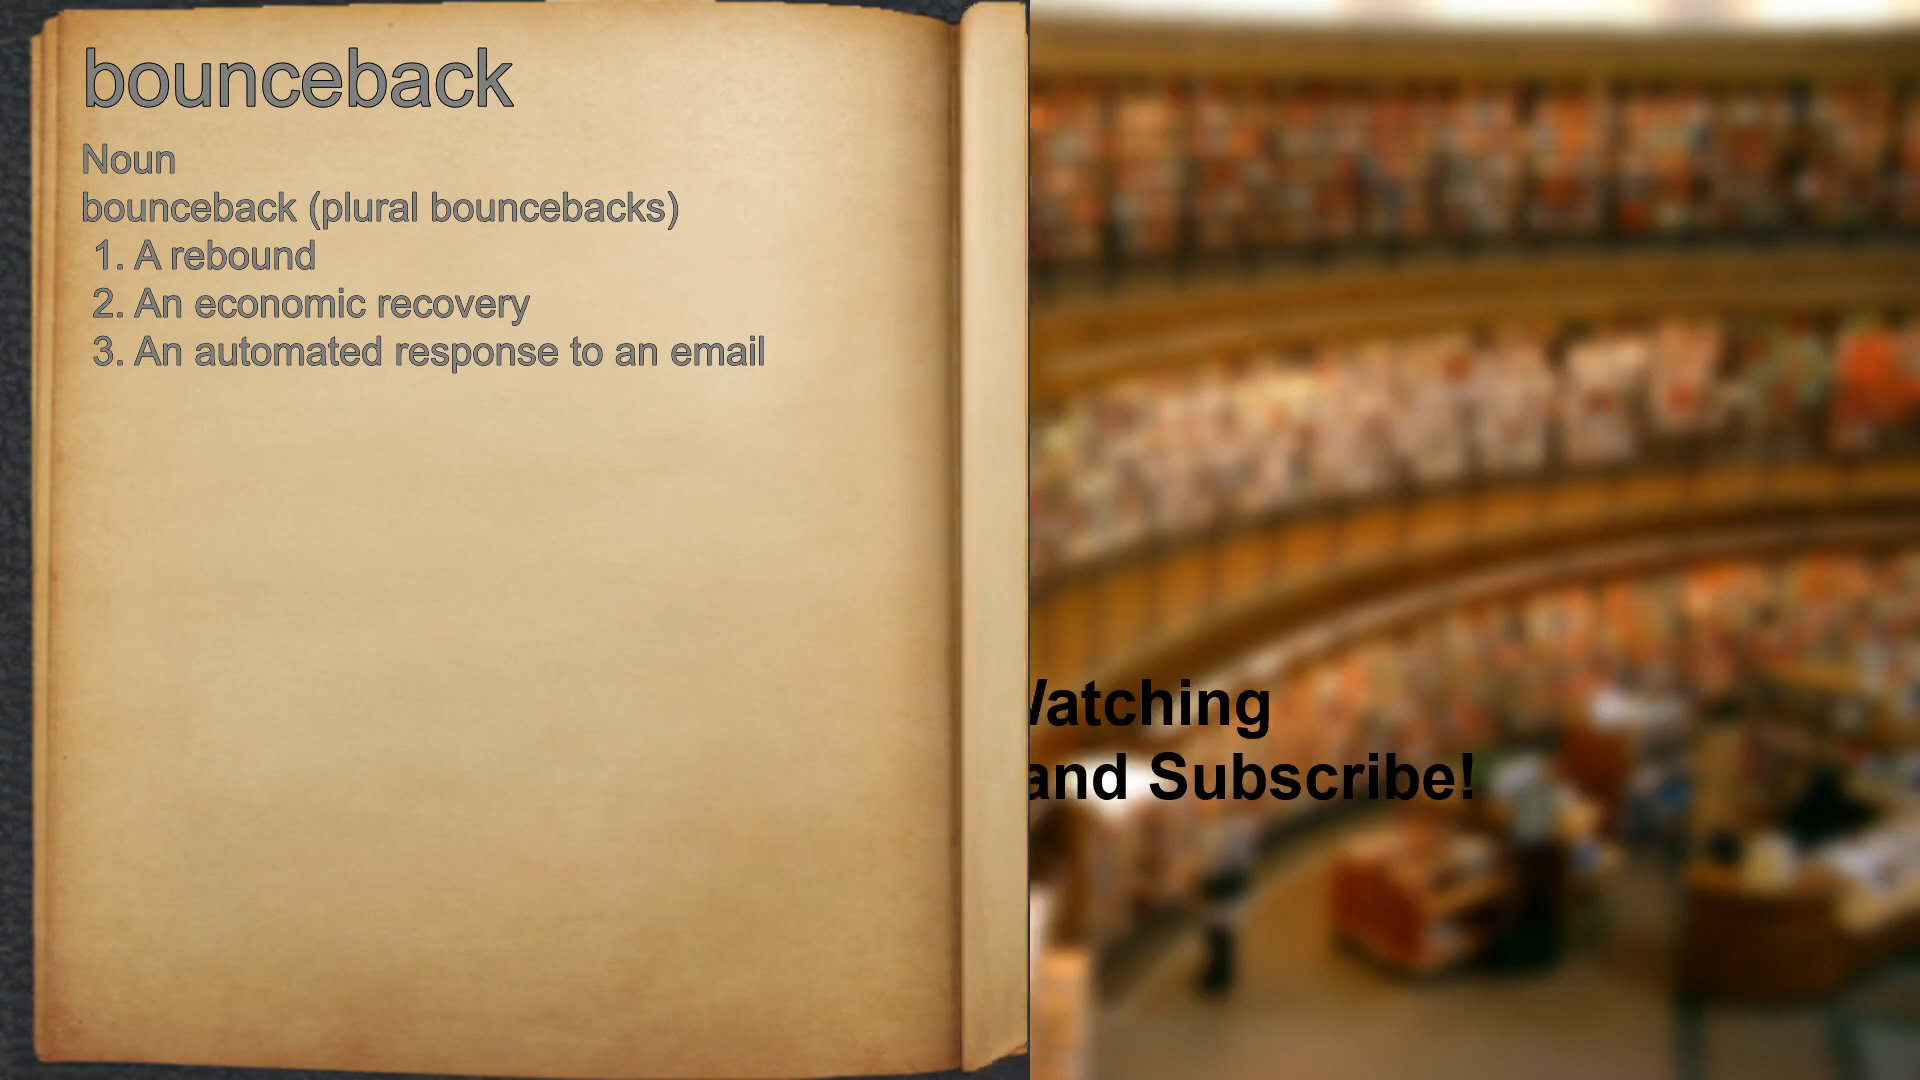 bounceback
Noun
bounceback (plural bouncebacks)
1. A rebound
2. An economic recovery
3. An automated response to an email
atching
and Subscribe!